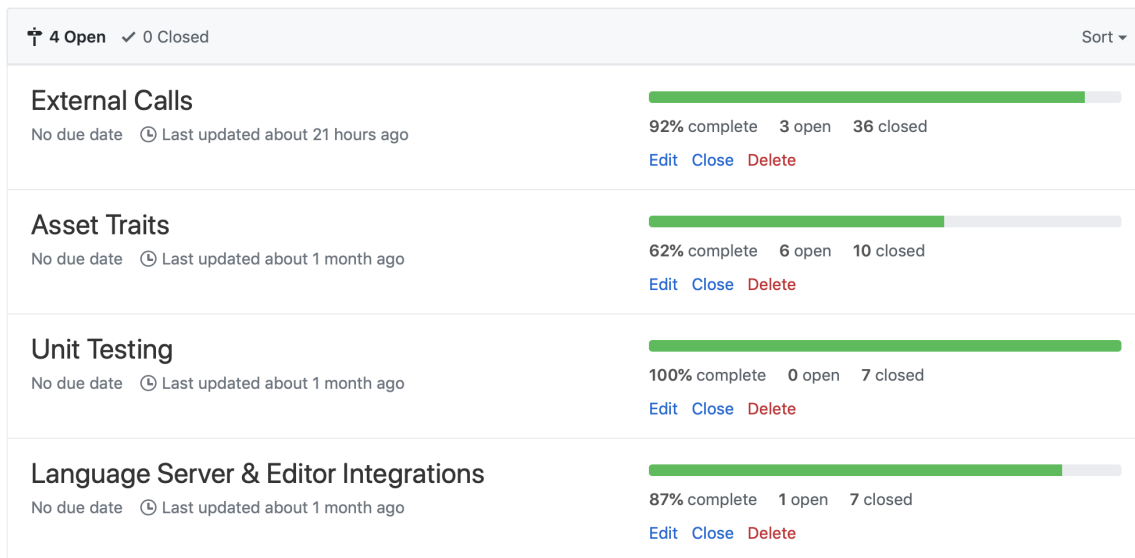 4 Open 0 Closed Sort
External Calls
No due date Last updated about 21 hours ago
92% complete 3 open 36 closed
Edit Close Delete
Asset Traits
No due date Last updated about 1 month ago
62% complete 6 open 10 closed
Edit Close Delete
Unit Testing
No due date Last updated about 1 month ago
100% complete 0 open 7 closed
Edit Close Delete
Language Server & Editor Integrations
No due date Last updated about 1 month ago
87% complete 1 open 7 closed
Edit Close Delete